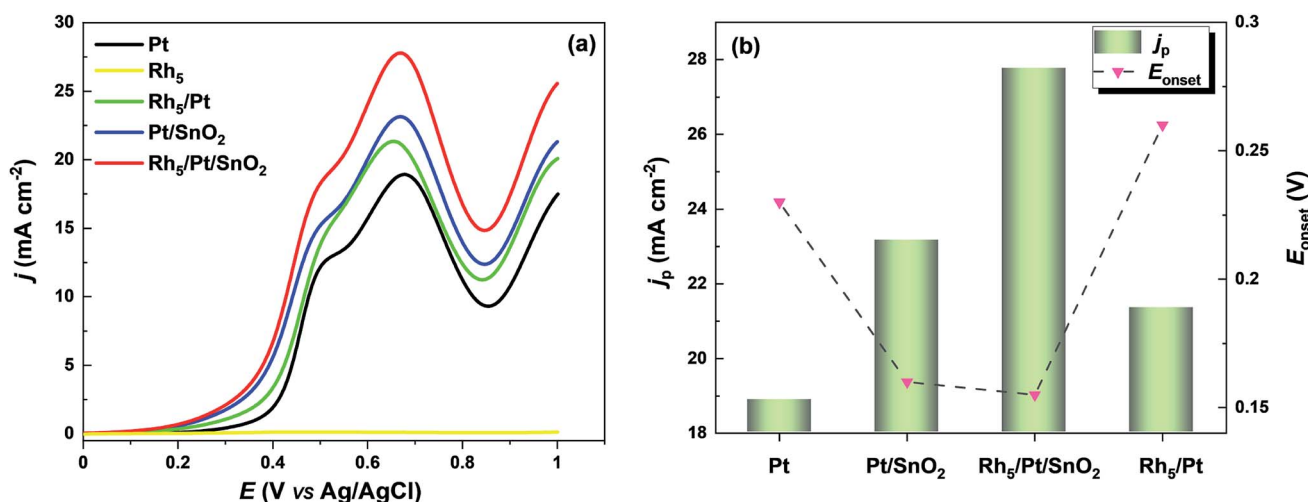 (a)
Pt
Rh₅
Rh₅/Pt
Pt/SnO₂
Rh₅/Pt/SnO₂
j (mA cm⁻²)
30
25
20
15
10
5
0
0 0.2 0.4 0.6 0.8 1
E (V vs Ag/AgCl)
(b)
jₚ
E_onset
jₚ (mA cm⁻²)
28
26
24
22
20
18
0.3
0.25
0.2
0.15
E_onset (V)
Pt Pt/SnO₂ Rh₅/Pt/SnO₂ Rh₅/Pt